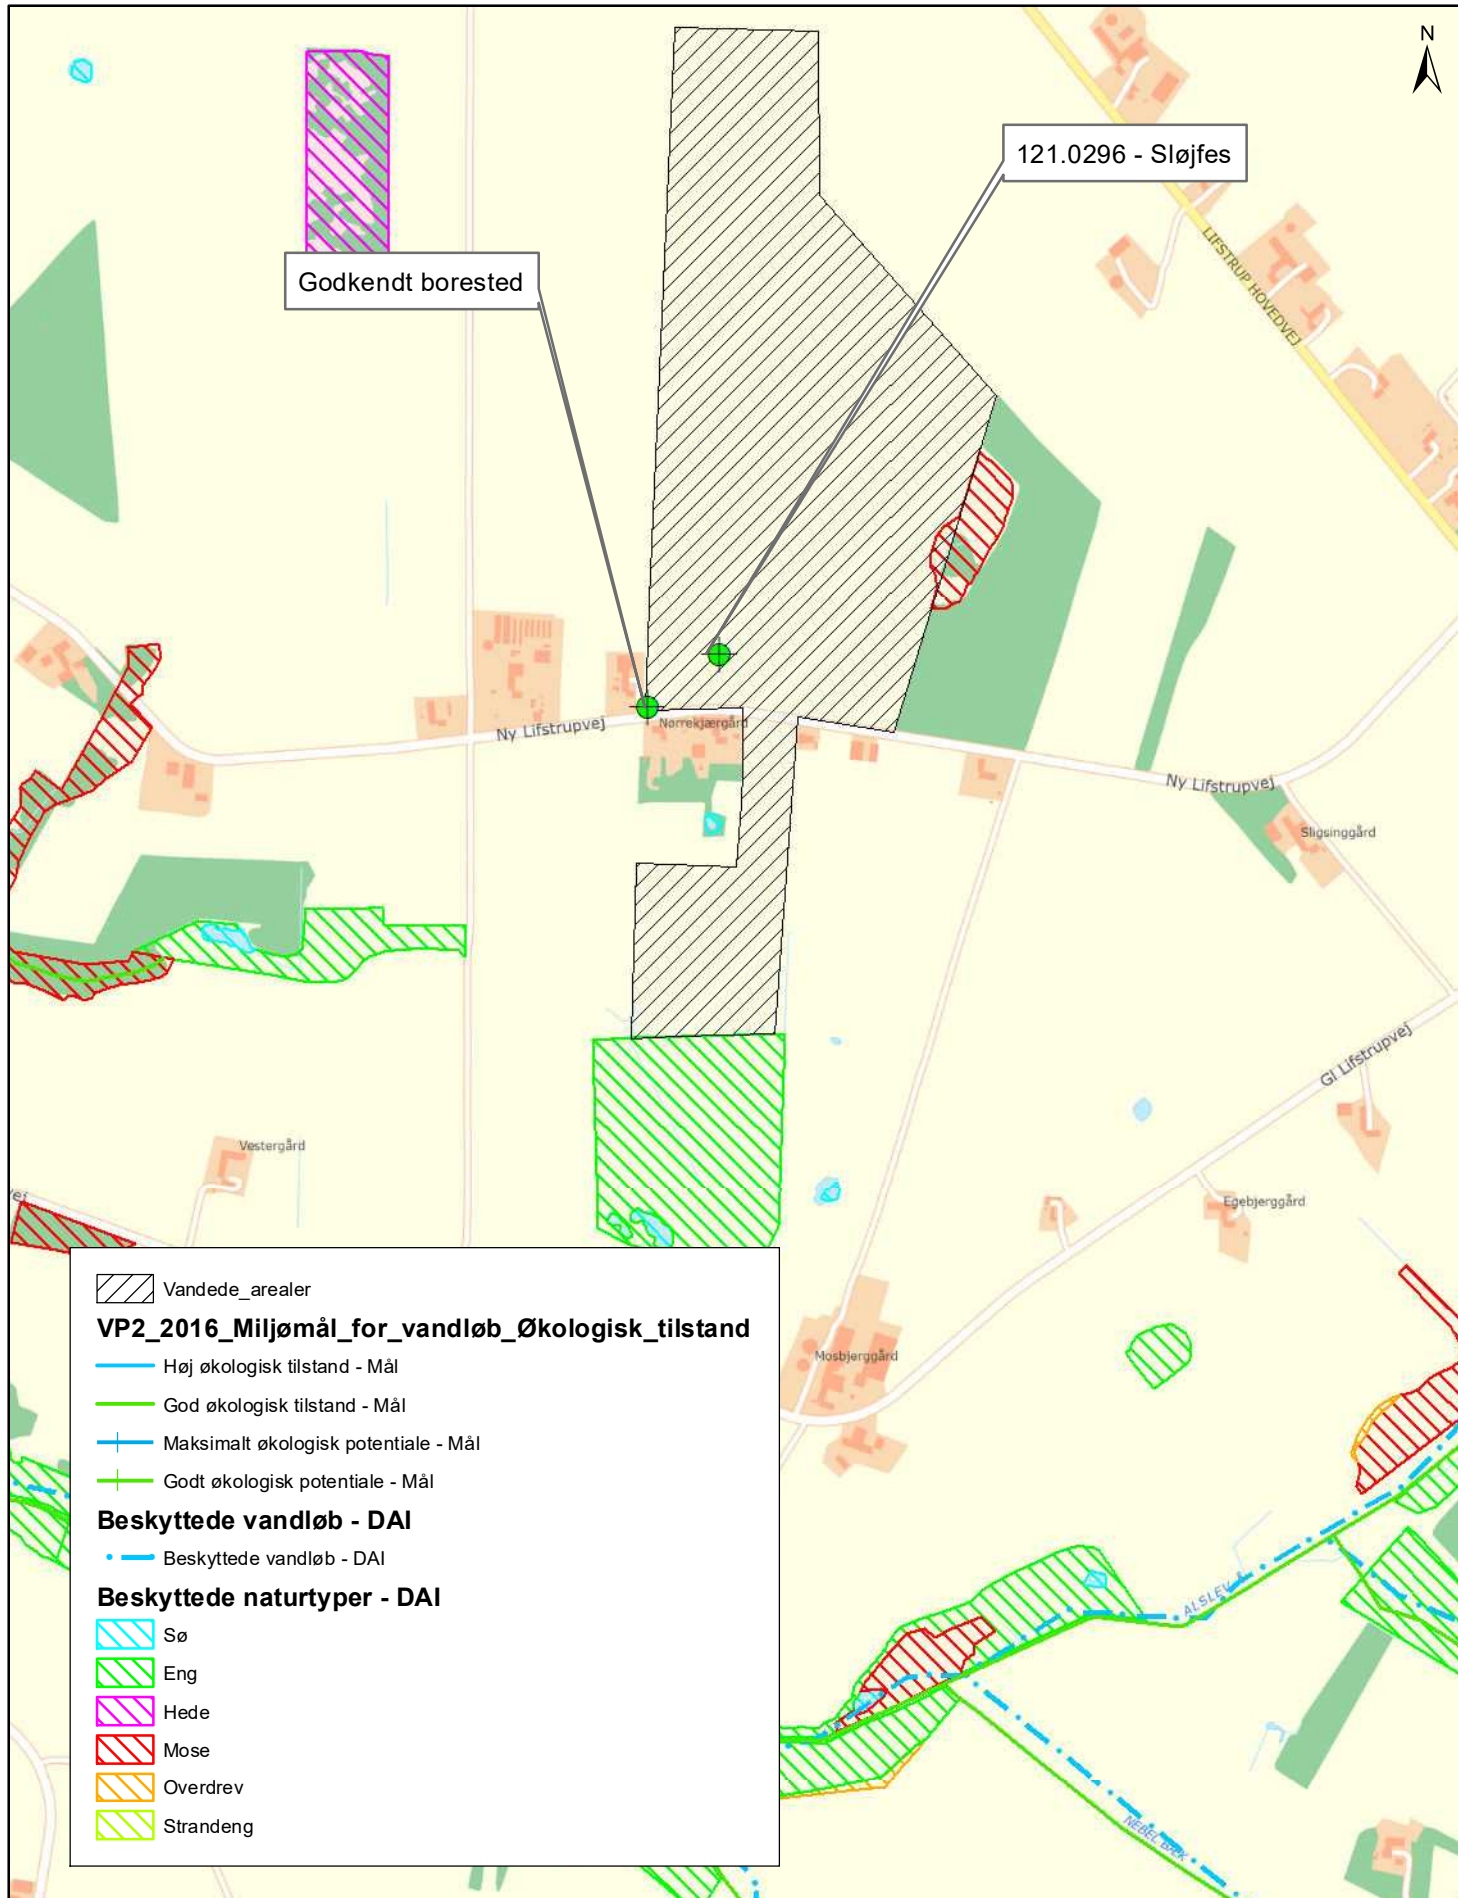 N
121.0296 - Sløjfes
LIFSTRUP HOVEDVEJ
Godkendt borested
Ny Lifstrupvej
Nørrekjærgård
Ny Lifstrupvej
Sligsinggård
Gl Lifstrupvej
Vestergård
vej
Egebjerggård
Mosbjerggård
ALSLEV Å
NEBEL BÆK
Vandede_arealer
VP2_2016_Miljømål_for_vandløb_Økologisk_tilstand
Høj økologisk tilstand - Mål
God økologisk tilstand - Mål
Maksimalt økologisk potentiale - Mål
Godt økologisk potentiale - Mål
Beskyttede vandløb - DAI
Beskyttede vandløb - DAI
Beskyttede naturtyper - DAI
Sø
Eng
Hede
Mose
Overdrev
Strandeng